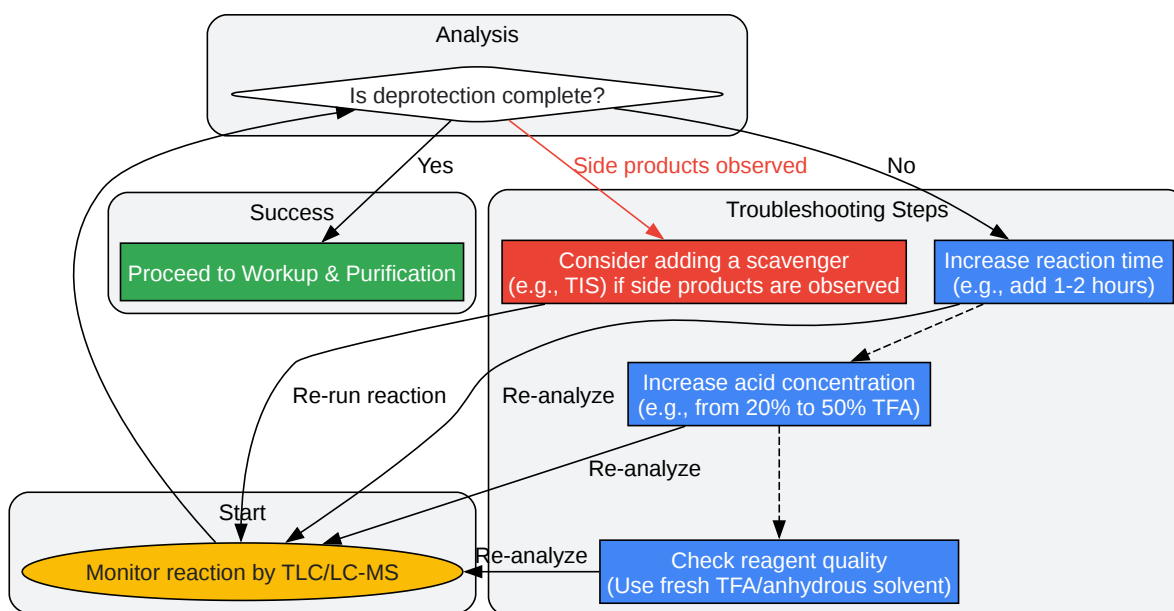 Analysis
Is deprotection complete?
Yes
Side products observed
No
Success
Proceed to Workup & Purification
Troubleshooting Steps
Consider adding a scavenger
(e.g., TIS) if side products are observed
Increase reaction time
(e.g., add 1-2 hours)
Re-run reaction
Re-analyze
Increase acid concentration
(e.g., from 20% to 50% TFA)
Re-analyze
Start
Monitor reaction by TLC/LC-MS
Re-analyze
Check reagent quality
(Use fresh TFA/anhydrous solvent)